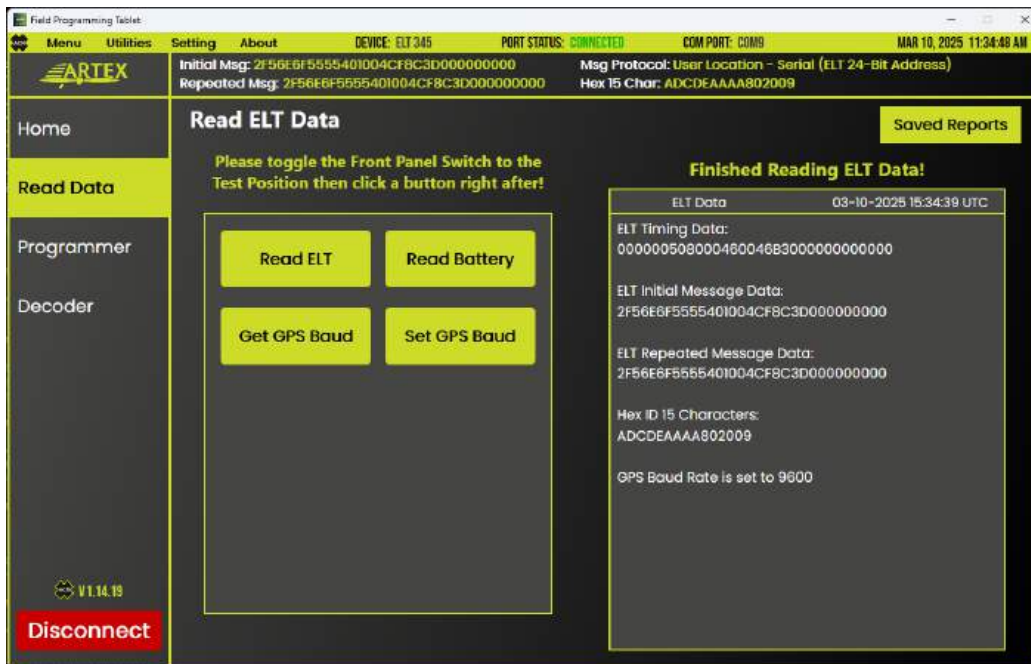 Field Programming Tablet
Menu Utilities Setting About DEVICE: ELT 345 PORT STATUS: CONNECTED COM PORT: COM9 MAR 10, 2025 11:34:48 AM
ARTEX
Initial Msg: 2F56E6F5555401004CF8C3D000000000 Msg Protocol: User Location - Serial (ELT 24-Bit Address)
Repeated Msg: 2F56E6F5555401004CF8C3D000000000 Hex 15 Char: ADCDEAAAA802009
Home
Read Data
Programmer
Decoder
V 1.14.19
Disconnect
Read ELT Data
Saved Reports
Please toggle the Front Panel Switch to the
Test Position then click a button right after!
Read ELT Read Battery
Get GPS Baud Set GPS Baud
Finished Reading ELT Data!
ELT Data 03-10-2025 15:34:39 UTC
ELT Timing Data:
000000508000460046B3000000000000
ELT Initial Message Data:
2F56E6F5555401004CF8C3D000000000
ELT Repeated Message Data:
2F56E6F5555401004CF8C3D000000000
Hex ID 15 Characters:
ADCDEAAAA802009
GPS Baud Rate is set to 9600